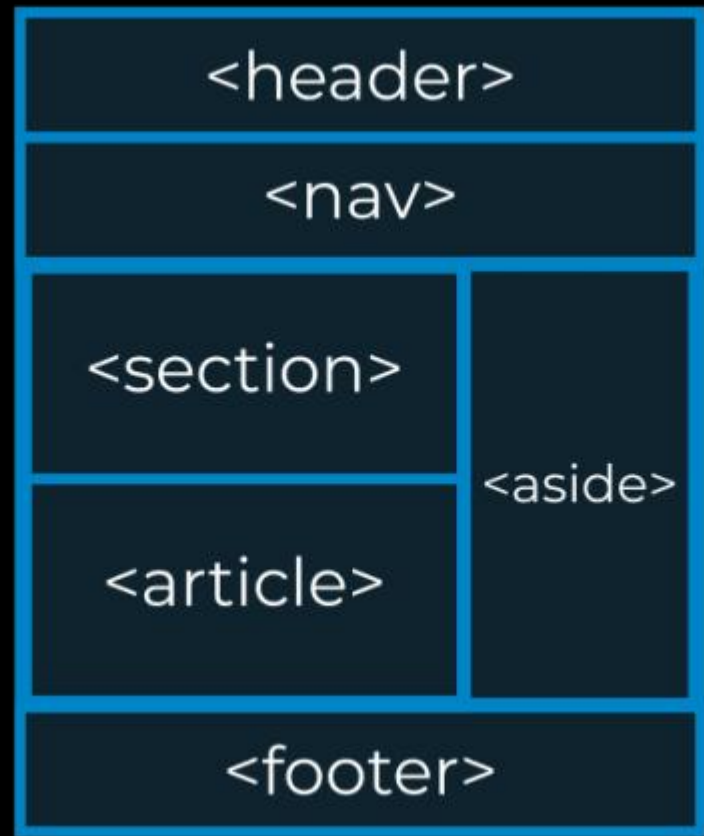 <header>
<nav>
<section>
<article>
<aside>
<footer>